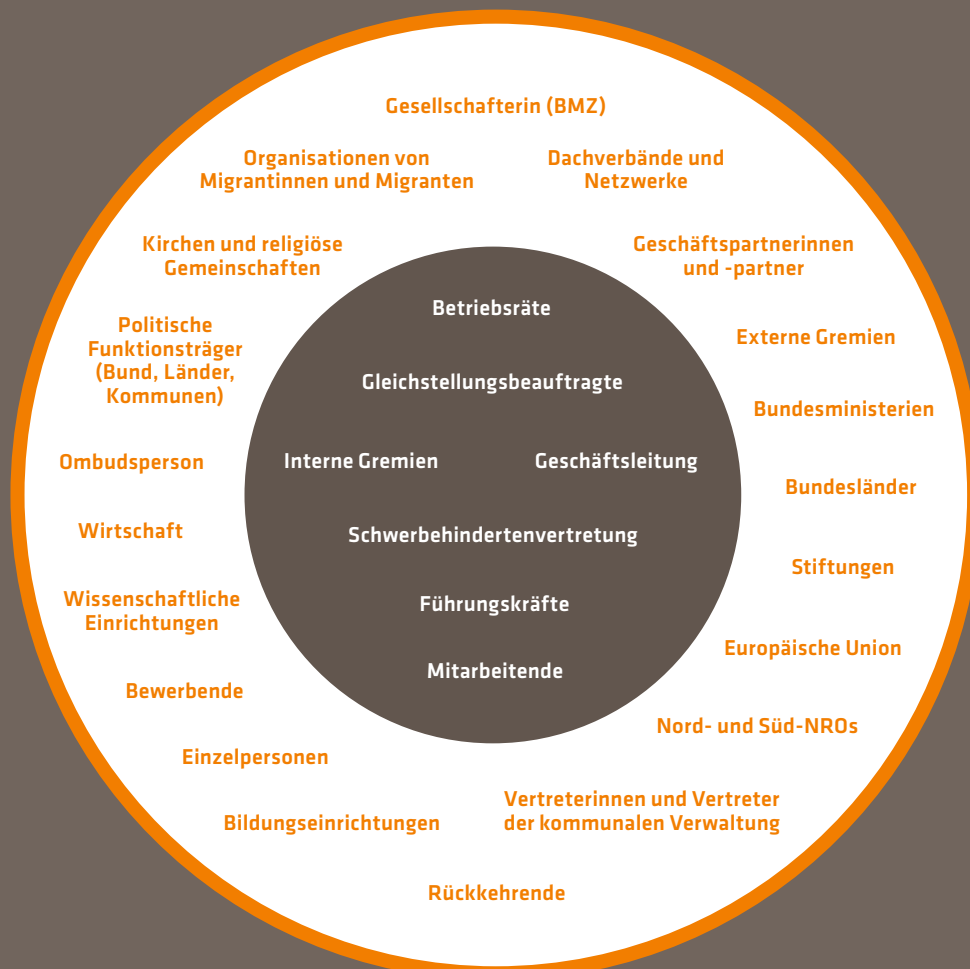 Gesellschafterin (BMZ)
Organisationen von
Migrantinnen und Migranten
Dachverbände und
Netzwerke
Kirchen und religiöse
Gemeinschaften
Geschäftspartnerinnen
und -partner
Politische
Funktionsträger
(Bund, Länder,
Kommunen)
Externe Gremien
Bundesministerien
Ombudsperson
Bundesländer
Wirtschaft
Stiftungen
Wissenschaftliche
Einrichtungen
Europäische Union
Bewerbende
Nord- und Süd-NROs
Einzelpersonen
Vertreterinnen und Vertreter
der kommunalen Verwaltung
Bildungseinrichtungen
Rückkehrende
Betriebsräte
Gleichstellungsbeauftragte
Interne Gremien
Geschäftsleitung
Schwerbehindertenvertretung
Führungskräfte
Mitarbeitende